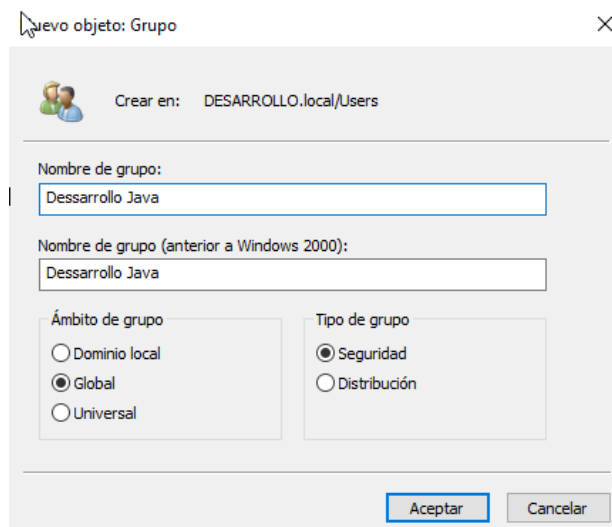 uevo objeto: Grupo
Crear en: DESARROLLO.local/Users
Nombre de grupo:
Dessarrollo Java
Nombre de grupo (anterior a Windows 2000):
Dessarrollo Java
Ámbito de grupo
Dominio local
Global
Universal
Tipo de grupo
Seguridad
Distribución
Aceptar Cancelar